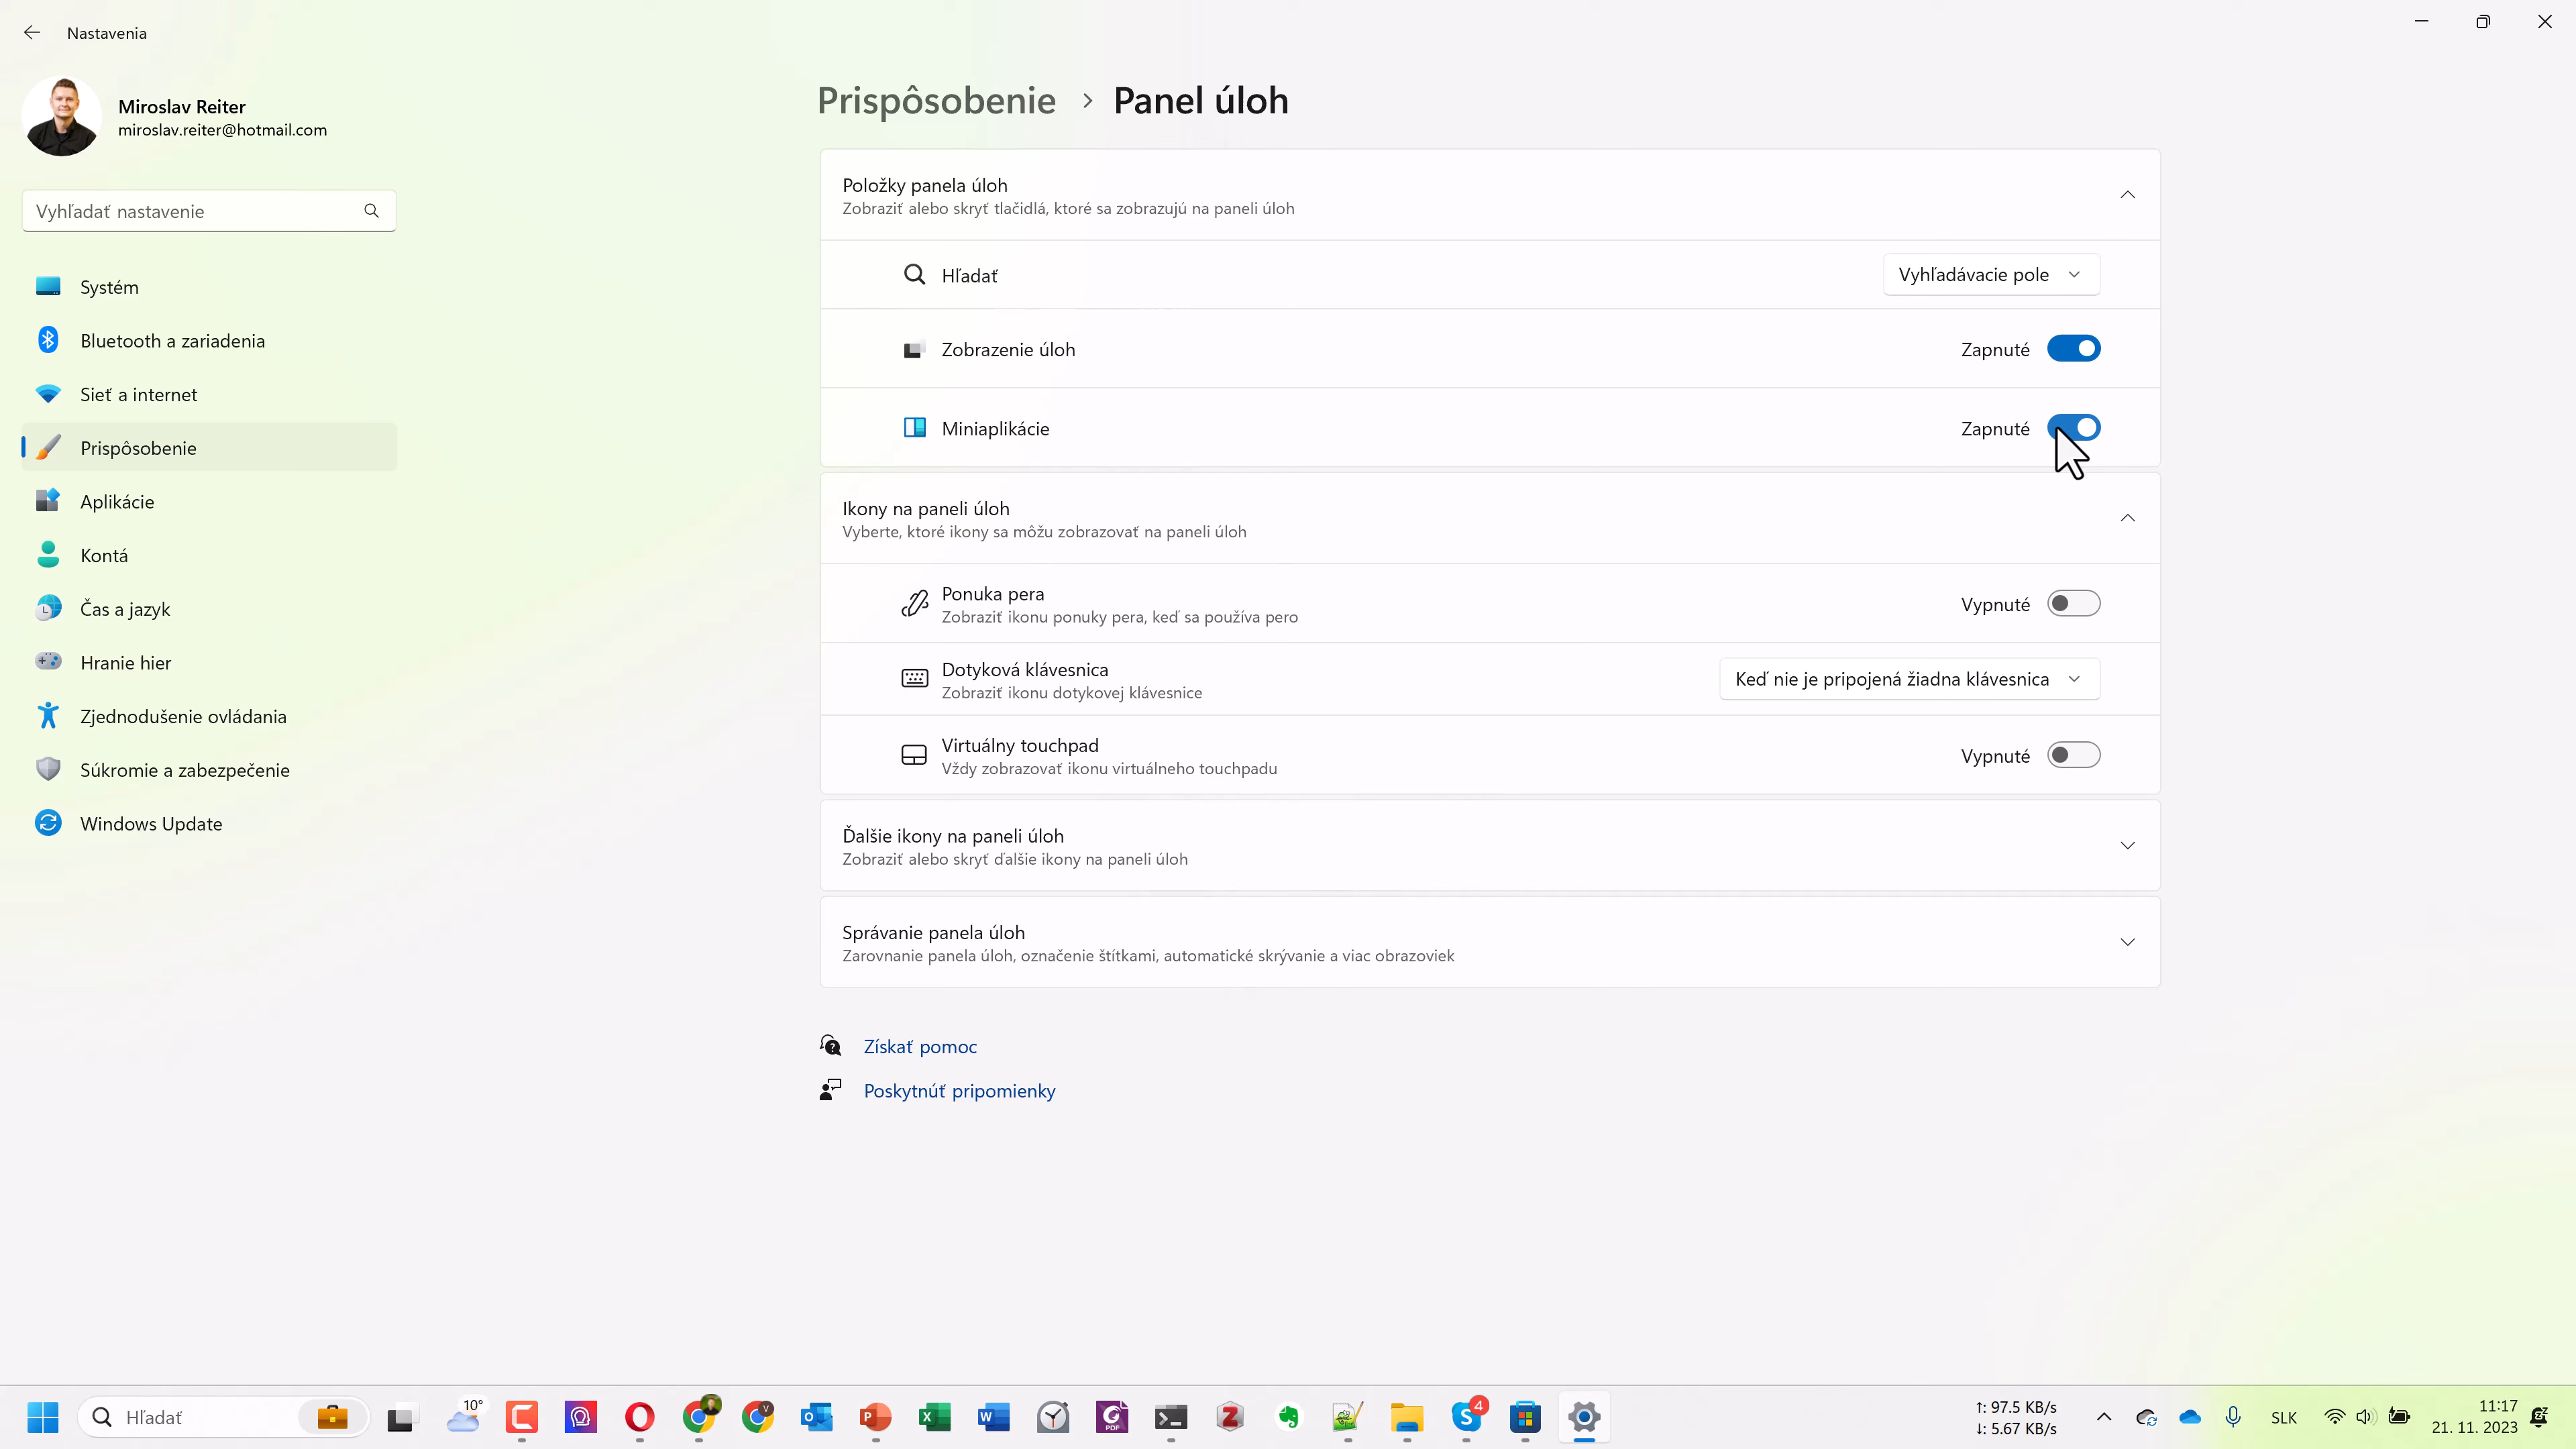 Nastavenia
Miroslav Reiter
miroslav.reiter@hotmail.com
Vyhľadať nastavenie
Systém
Bluetooth a zariadenia
Sieť a internet
Prispôsobenie
Aplikácie
Kontá
Čas a jazyk
Hranie hier
Zjednodušenie ovládania
Súkromie a zabezpečenie
Windows Update
Prispôsobenie > Panel úloh
Položky panela úloh
Zobraziť alebo skryť tlačidlá, ktoré sa zobrazujú na paneli úloh
Hľadať Vyhľadávacie pole
Zobrazenie úloh Zapnuté
Miniaplikácie Zapnuté
Ikony na paneli úloh
Vyberte, ktoré ikony sa môžu zobrazovať na paneli úloh
Ponuka pera
Zobraziť ikonu ponuky pera, keď sa používa pero
Vypnuté
Dotyková klávesnica
Zobraziť ikonu dotykovej klávesnice
Keď nie je pripojená žiadna klávesnica
Virtuálny touchpad
Vždy zobrazovať ikonu virtuálneho touchpadu
Vypnuté
Ďalšie ikony na paneli úloh
Zobraziť alebo skryť ďalšie ikony na paneli úloh
Správanie panela úloh
Zarovnanie panela úloh, označenie štítkami, automatické skrývanie a viac obrazoviek
Získať pomoc
Poskytnúť pripomienky
Hľadať
10°
V
4
↑: 97.5 KB/s
↓: 5.67 KB/s
SLK
11:17
21. 11. 2023